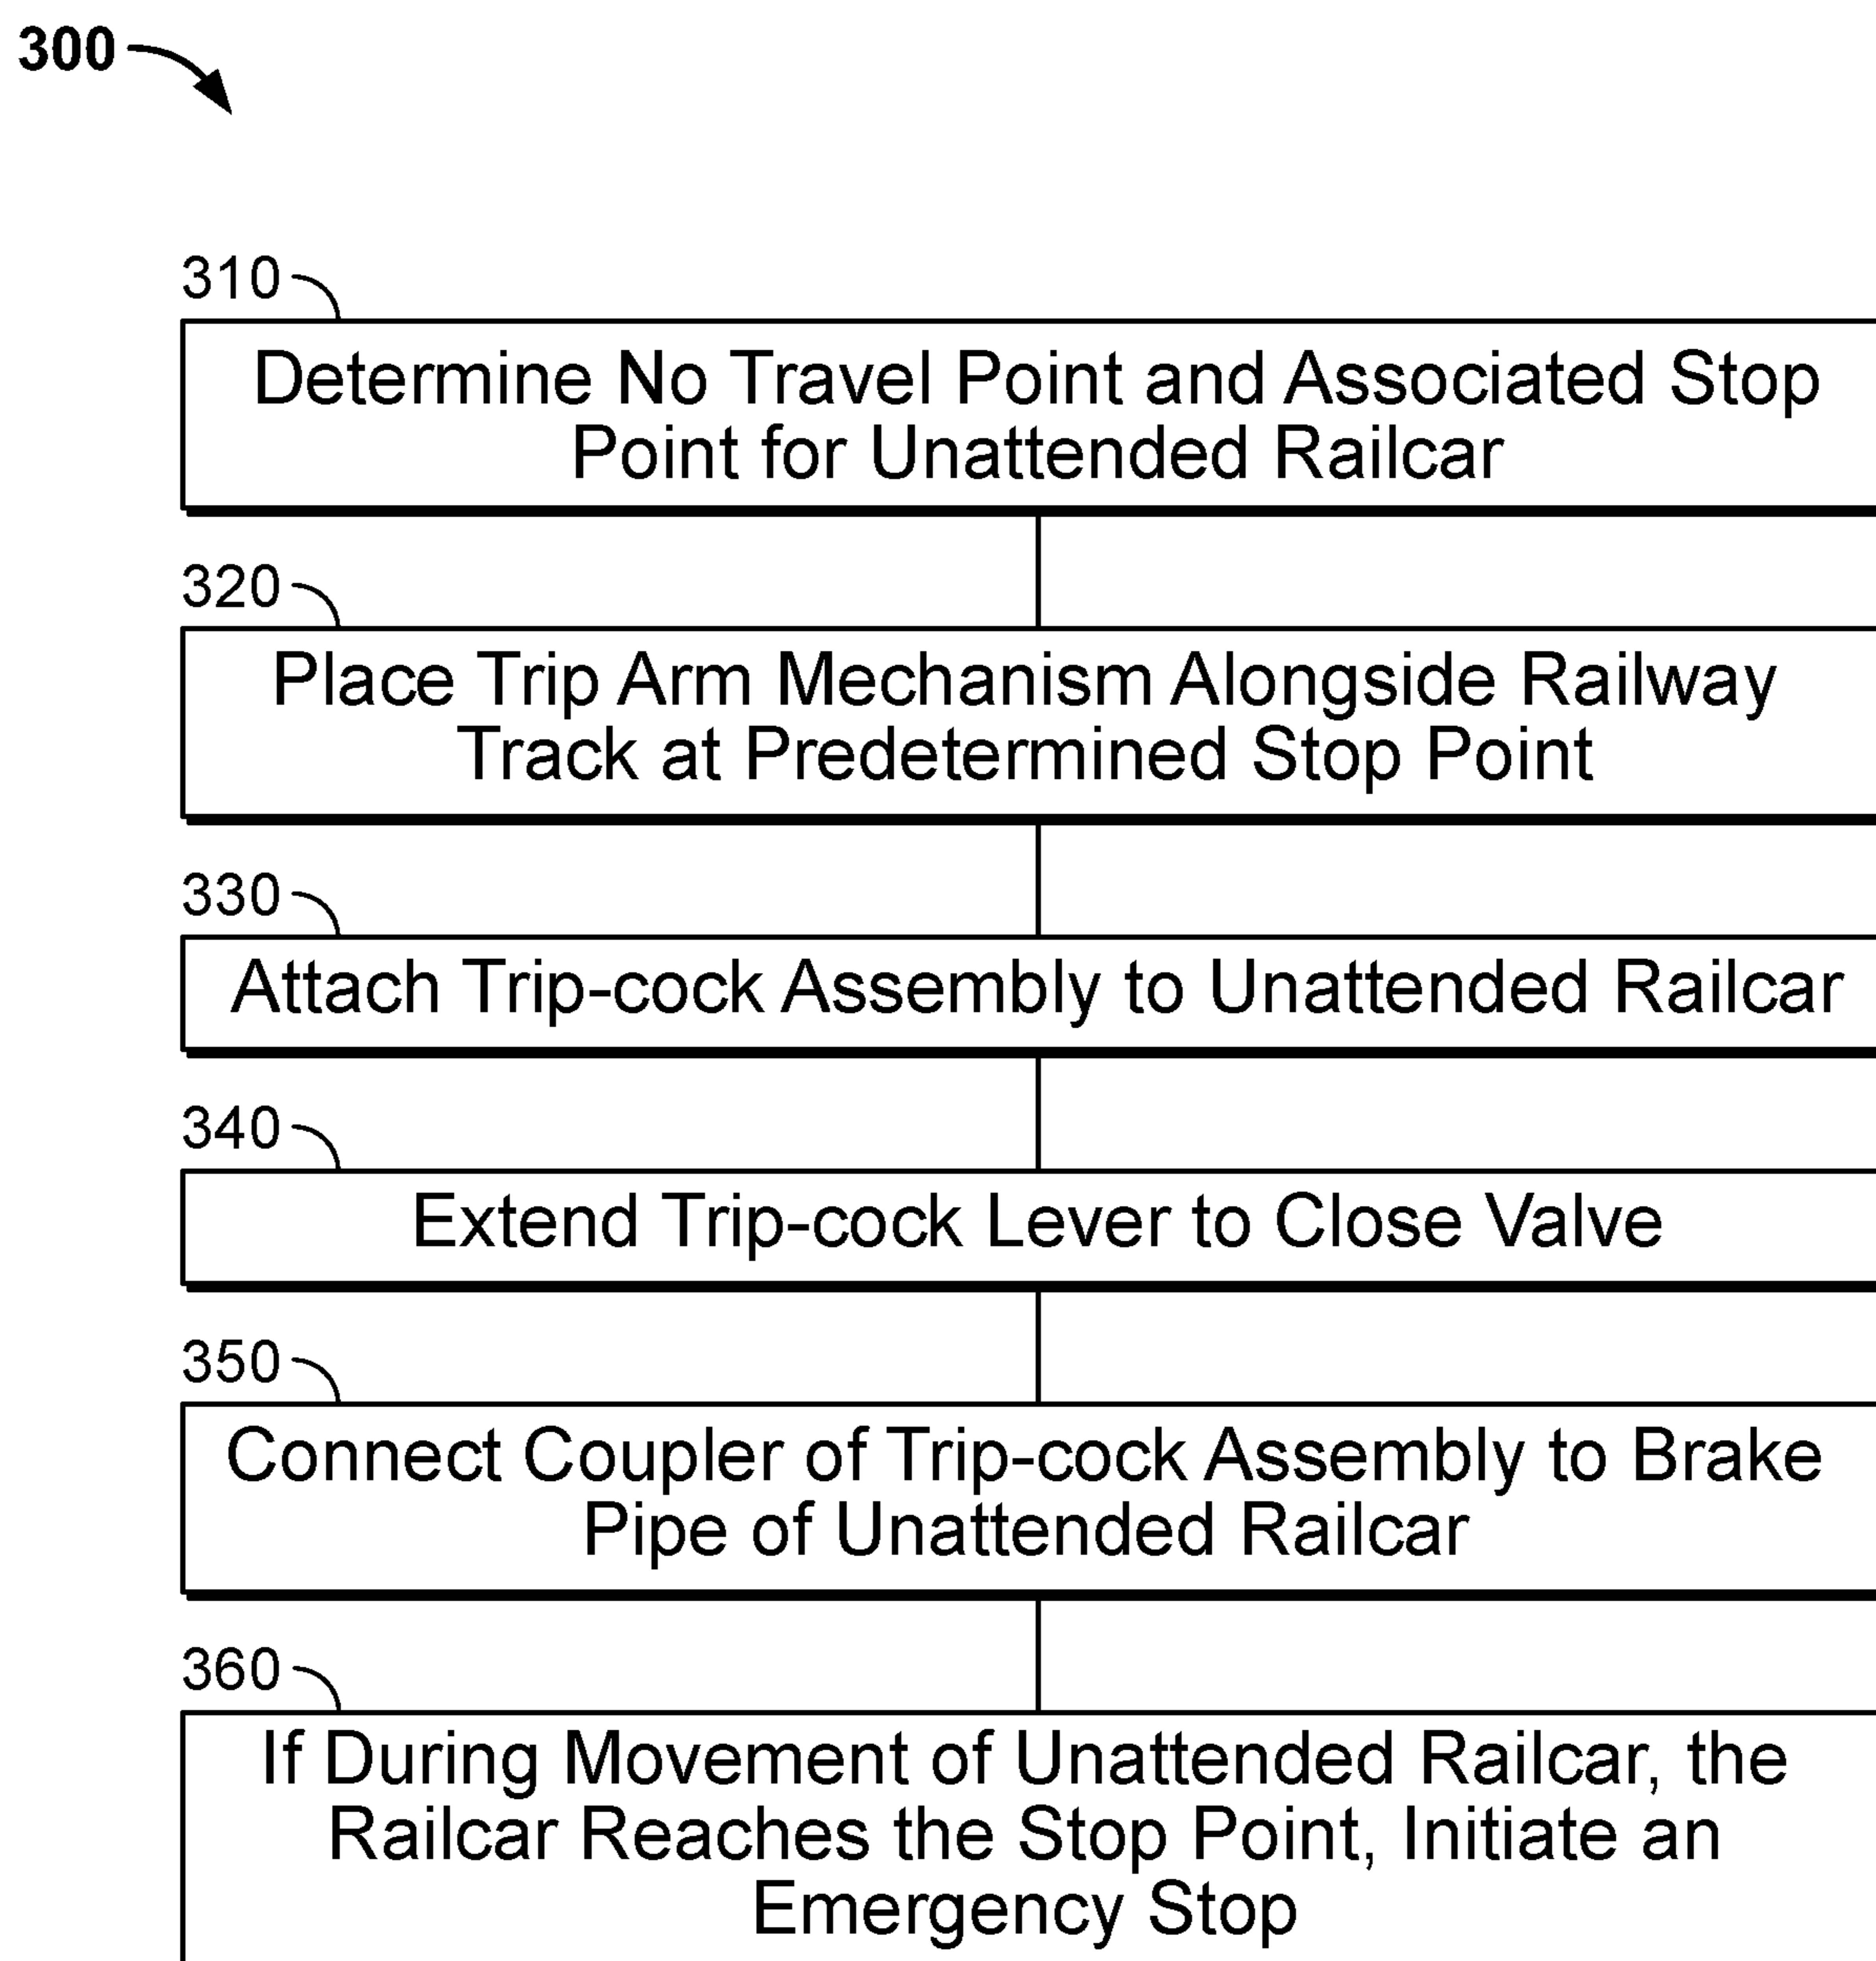 300
310
Determine No Travel Point and Associated Stop
Point for Unattended Railcar
320
Place Trip Arm Mechanism Alongside Railway
Track at Predetermined Stop Point
330
Attach Trip-cock Assembly to Unattended Railcar
340
Extend Trip-cock Lever to Close Valve
350
Connect Coupler of Trip-cock Assembly to Brake
Pipe of Unattended Railcar
360
If During Movement of Unattended Railcar, the
Railcar Reaches the Stop Point, Initiate an
Emergency Stop